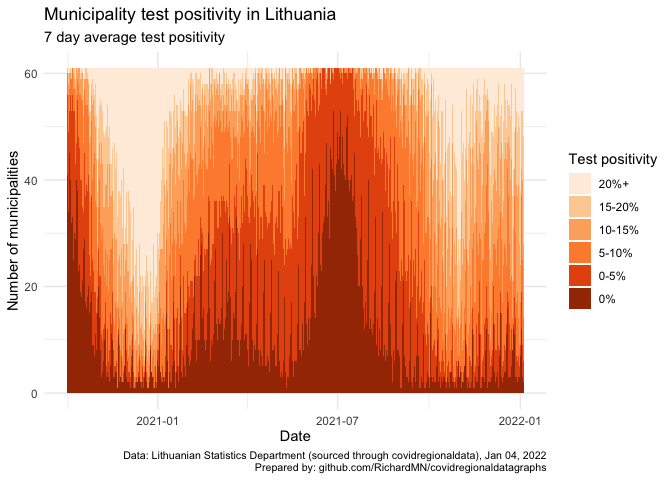 Municipality test positivity in Lithuania
7 day average test positivity
Number of municipalities
60
40
20
0
2021-01
2021-07
2022-01
Date
Test positivity
20%+
15-20%
10-15%
5-10%
0-5%
0%
Data: Lithuanian Statistics Department (sourced through covidregionaldata), Jan 04, 2022
Prepared by: github.com/RichardMN/covidregionaldatagraphs